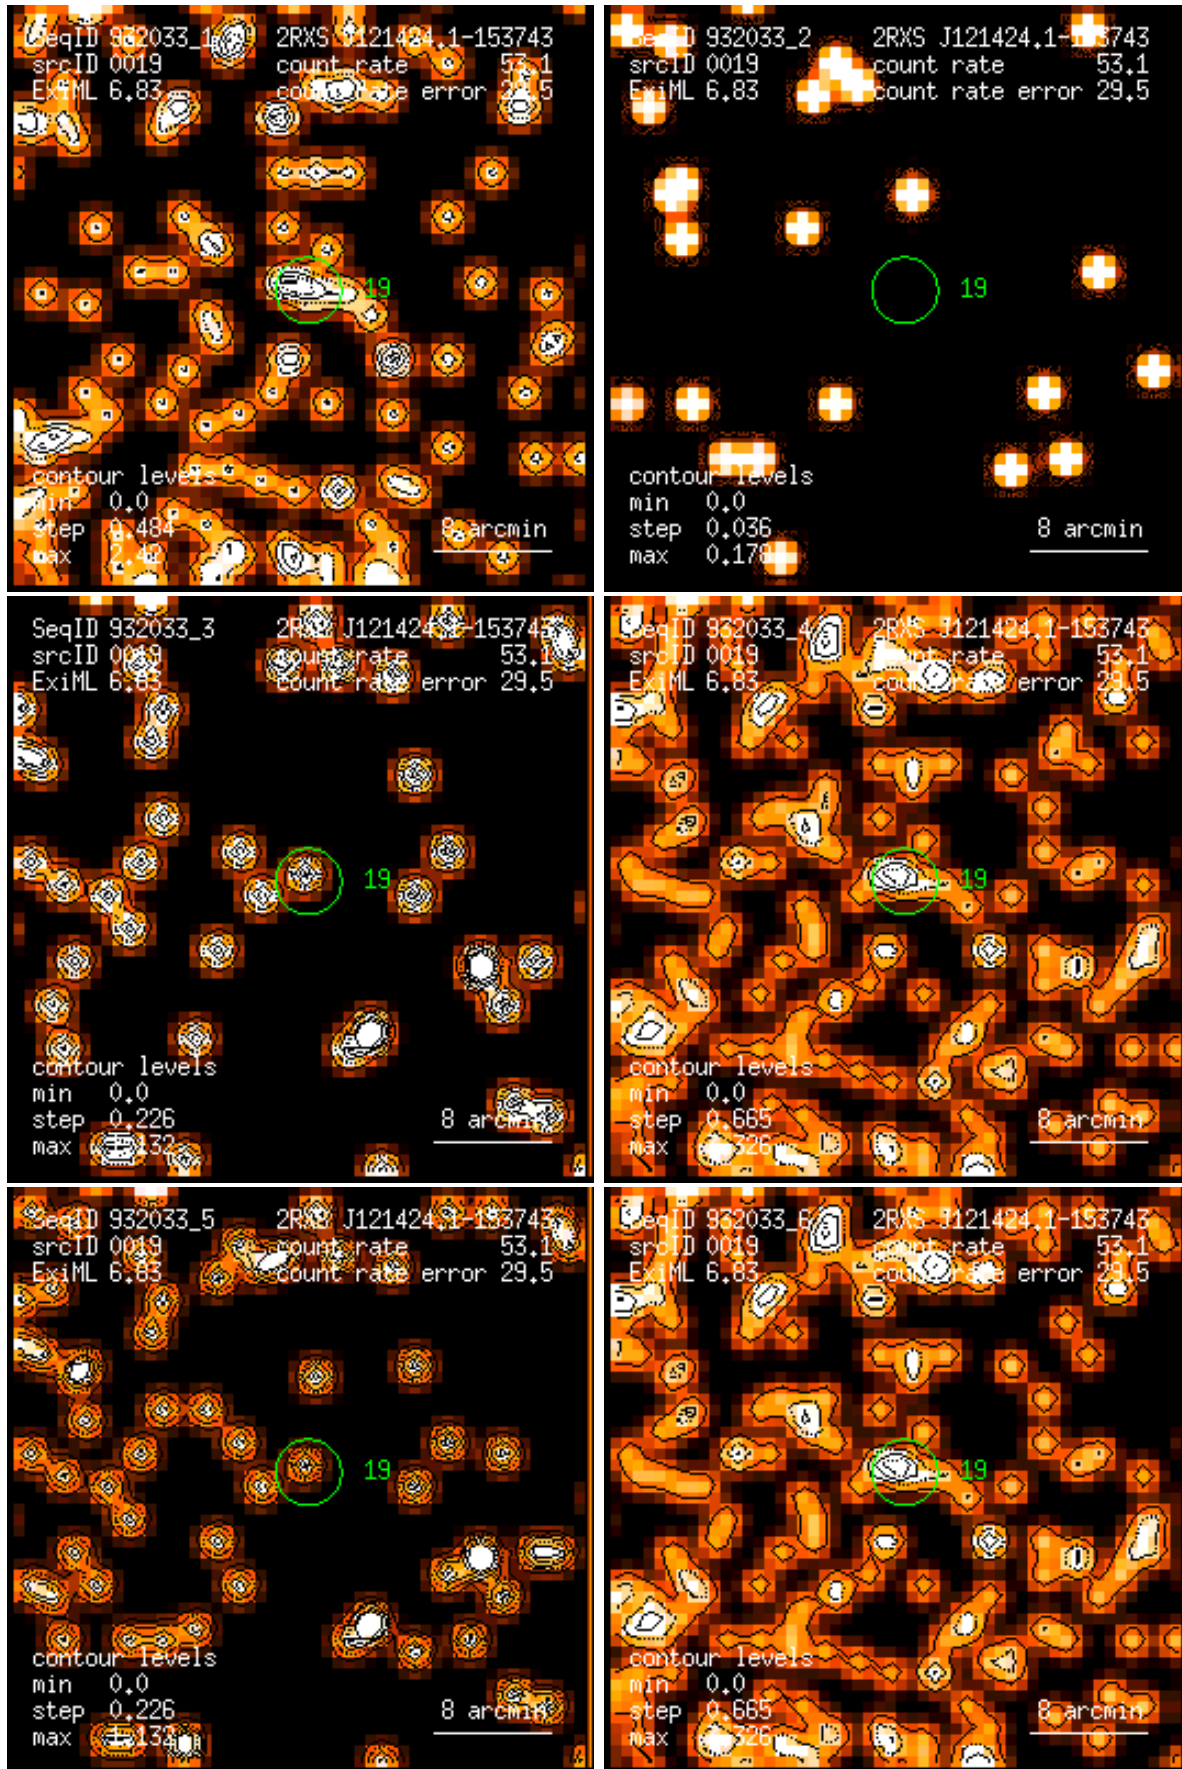 SeqID 932033_1 2RXS J121424.1-153743
srcID 0019 count rate 53.1
ExiML 6.83 count rate error 29.5
19
contour levels
min 0.0
step 0.484 8 arcmin
max 2.42
SeqID 932033_2 2RXS J121424.1-153743
srcID 0019 count rate 53.1
ExiML 6.83 count rate error 29.5
19
contour levels
min 0.0
step 0.036 8 arcmin
max 0.178
SeqID 932033_3 2RXS J121424.1-153743
srcID 0019 count rate 53.1
ExiML 6.83 count rate error 29.5
19
contour levels
min 0.0
step 0.226 8 arcmin
max 1.132
SeqID 932033_4 2RXS J121424.1-153743
srcID 0019 count rate 53.1
ExiML 6.83 count rate error 29.5
19
contour levels
min 0.0
step 0.665 8 arcmin
max
SeqID 932033_5 2RXS J121424.1-153743
srcID 0019 count rate 53.1
ExiML 6.83 count rate error 29.5
19
contour levels
min 0.0
step 0.226 8 arcmin
max 1.132
SeqID 932033_6 2RXS J121424.1-153743
srcID 0019 count rate 53.1
ExiML 6.83 count rate error 29.5
19
contour levels
min 0.0
step 0.665 8 arcmin
max